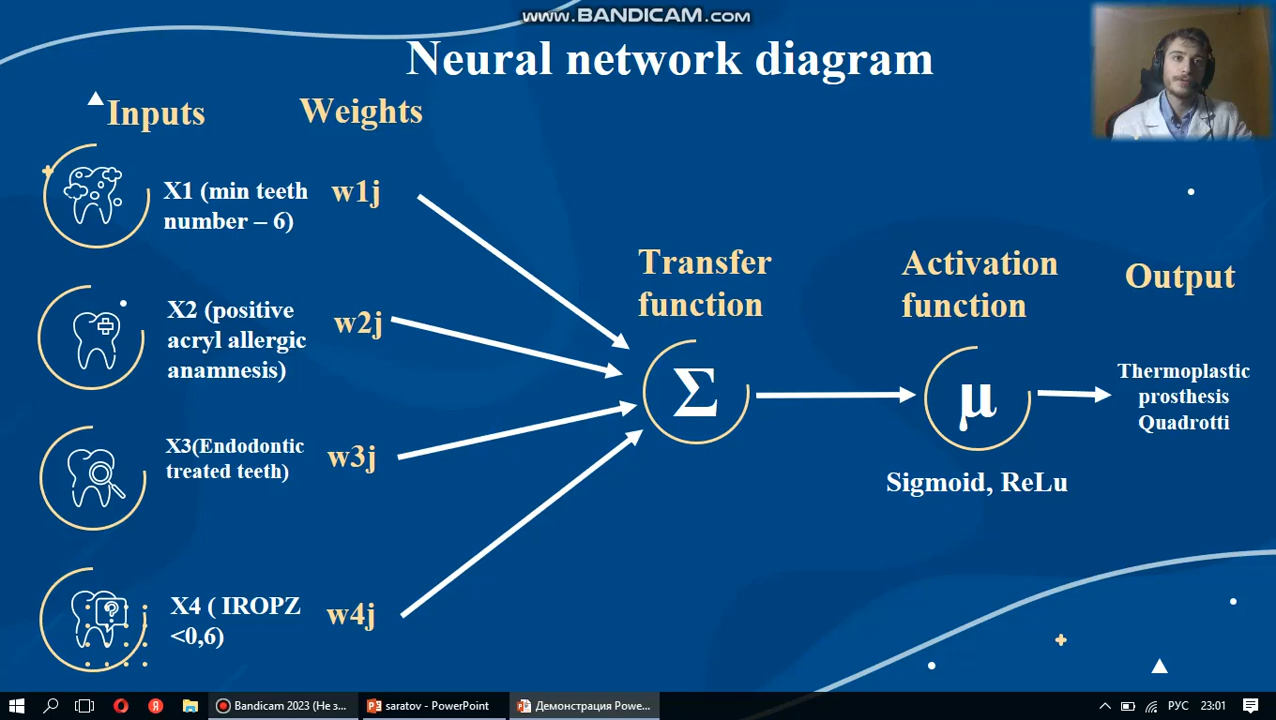 www.BANDICAM.com
Neural network diagram
Inputs
Weights
X1 (min teeth
number – 6)
w1j
X2 (positive
acryl allergic
anamnesis)
w2j
X3(Endodontic
treated teeth)
w3j
X4 ( IROPZ
<0,6)
w4j
Transfer
function
Σ
Activation
function
μ
Sigmoid, ReLu
Output
Thermoplastic
prosthesis
Quadrotti
?
Я
Bandicam 2023 (Не з...
saratov - PowerPoint
Демонстрация Powe...
РУС
23:01